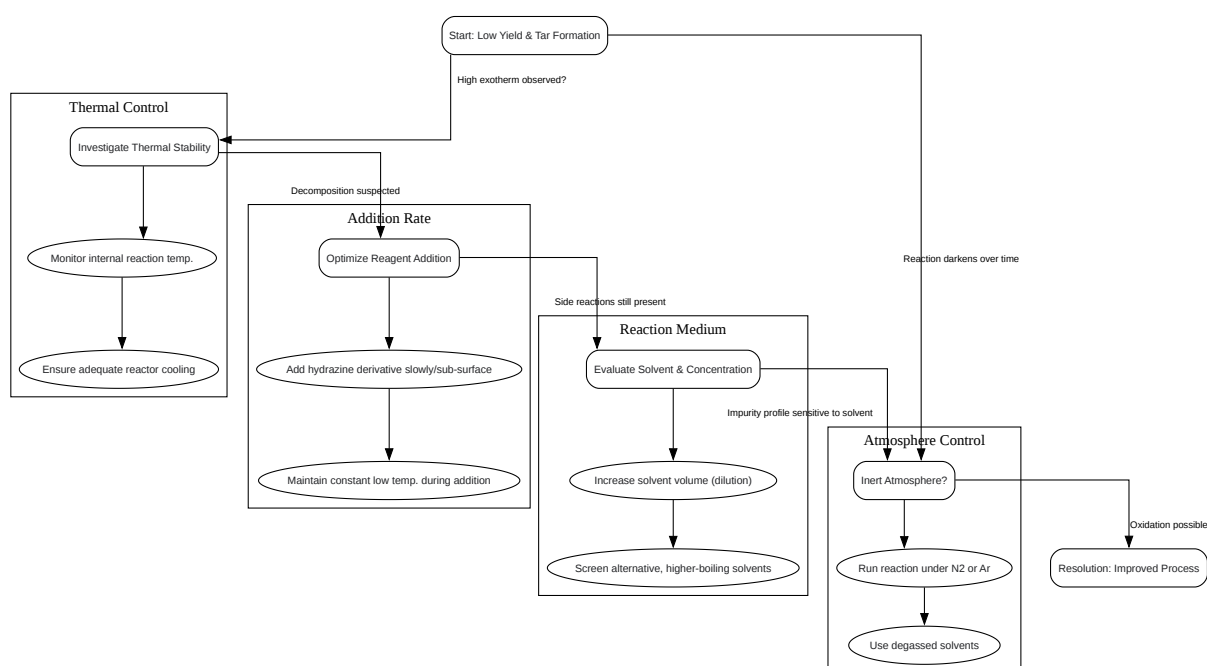 Start: Low Yield & Tar Formation
High exotherm observed?
Thermal Control
Investigate Thermal Stability
Decomposition suspected
Addition Rate
Monitor internal reaction temp.
Optimize Reagent Addition
Reaction darkens over time
Side reactions still present
Reaction Medium
Ensure adequate reactor cooling
Add hydrazine derivative slowly/sub-surface
Evaluate Solvent & Concentration
Impurity profile sensitive to solvent
Atmosphere Control
Maintain constant low temp. during addition
Increase solvent volume (dilution)
Inert Atmosphere?
Oxidation possible
Screen alternative, higher-boiling solvents
Run reaction under N2 or Ar
Resolution: Improved Process
Use degassed solvents